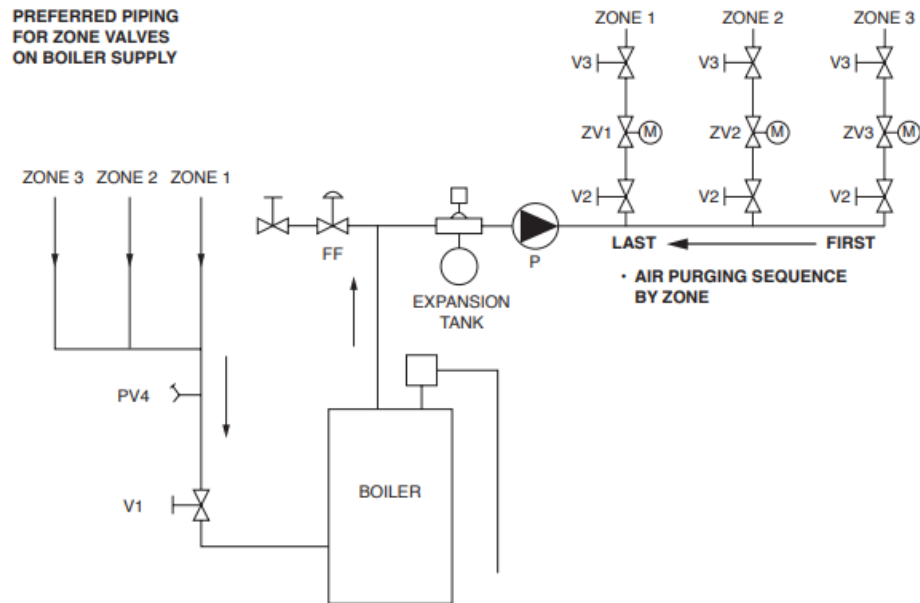 PREFERRED PIPING
FOR ZONE VALVES
ON BOILER SUPPLY
ZONE 1 ZONE 2 ZONE 3
V3 V3 V3
ZV1 M ZV2 M ZV3 M
ZONE 3 ZONE 2 ZONE 1
V2 V2 V2
FF
P
LAST FIRST
• AIR PURGING SEQUENCE
BY ZONE
EXPANSION
TANK
PV4
BOILER
V1